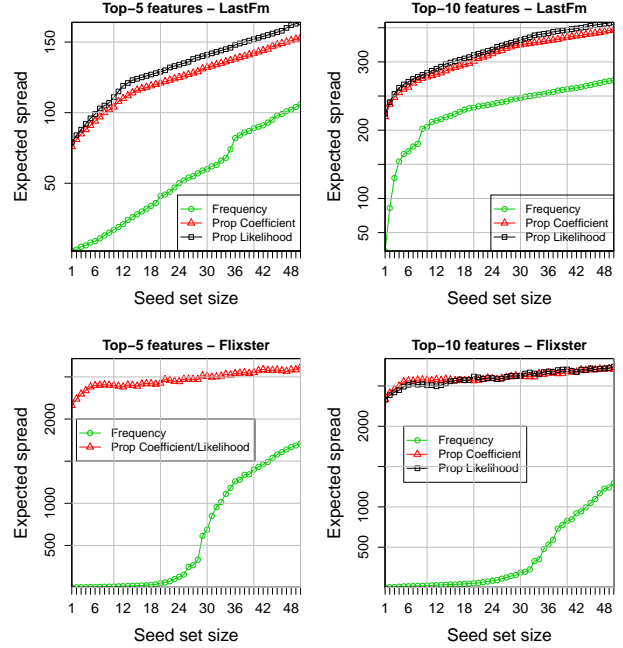 Top−5 features − LastFm
Expected spread
50 100 150
Frequency
Prop Coefficient
Prop Likelihood
1 6 12 18 24 30 36 42 48
Seed set size
Top−10 features − LastFm
Expected spread
50 100 200 350
Frequency
Prop Coefficient
Prop Likelihood
1 6 12 18 24 30 36 42 48
Seed set size
Top−5 features − Flixster
Expected spread
500 1000 2000
Frequency
Prop Coefficient/Likelihood
1 6 12 18 24 30 36 42 48
Seed set size
Top−10 features − Flixster
Expected spread
500 1000 2000
Frequency
Prop Coefficient
Prop Likelihood
1 6 12 18 24 30 36 42 48
Seed set size